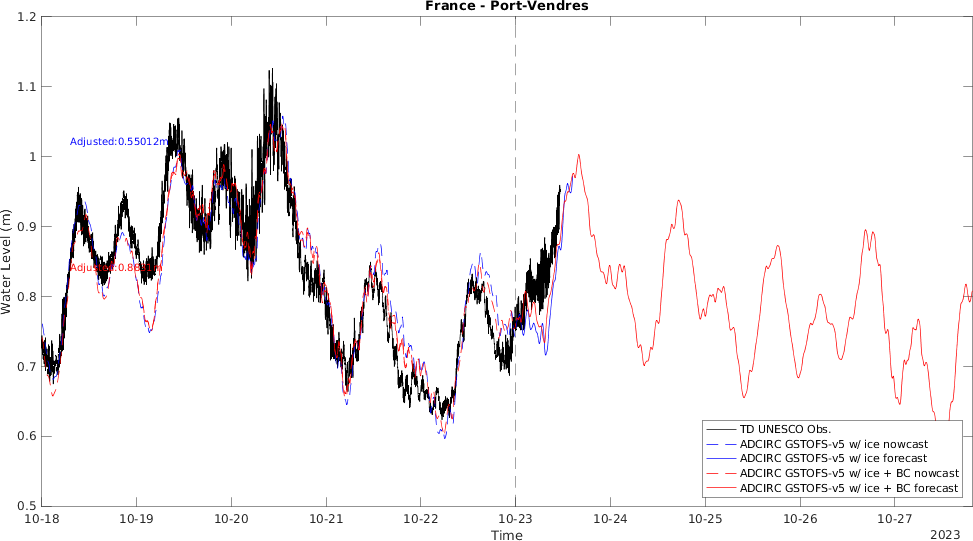 France - Port-Vendres
Water Level (m)
1.2
1.1
1
0.9
0.8
0.7
0.6
0.5
Adjusted:0.55012m
10-18
10-19
10-20
10-21
10-22
10-23
10-24
10-25
10-26
10-27
Time
2023
TD UNESCO Obs.
ADCIRC GSTOFS-v5 w/ ice nowcast
ADCIRC GSTOFS-v5 w/ ice forecast
ADCIRC GSTOFS-v5 w/ ice + BC nowcast
ADCIRC GSTOFS-v5 w/ ice + BC forecast